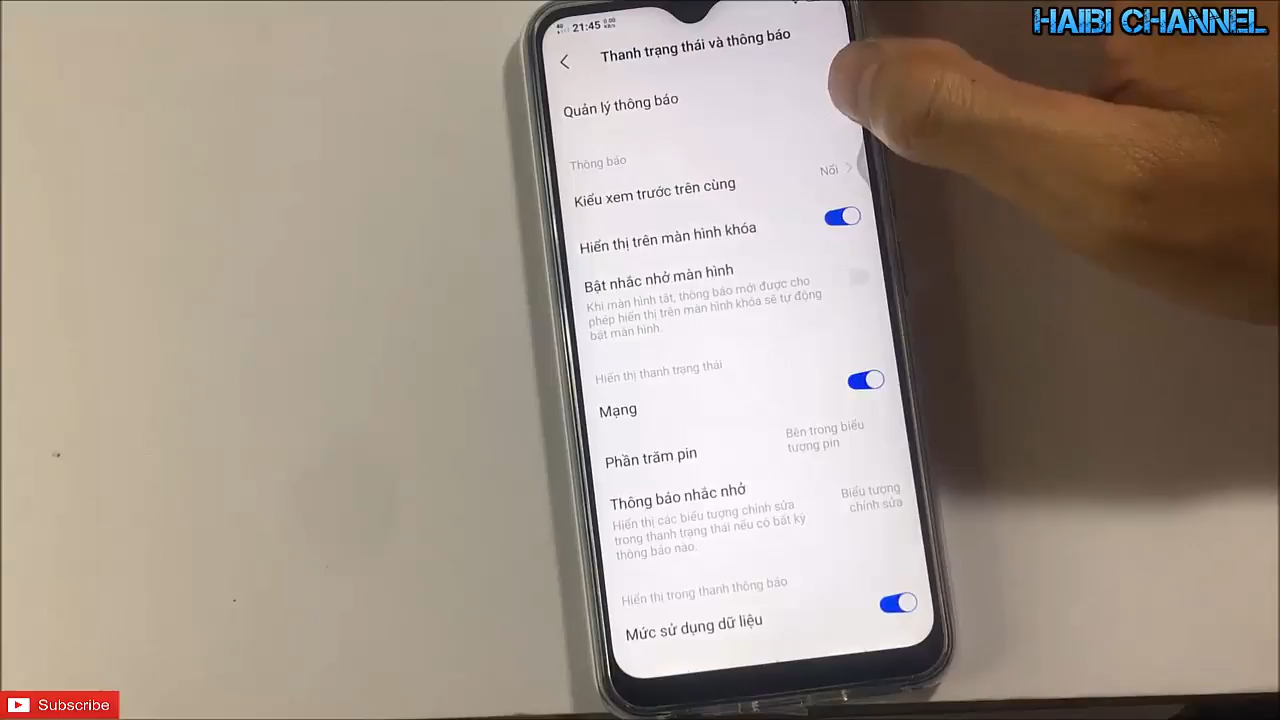 HAIBI CHANNEL
21:45
Thanh trạng thái và thông báo
Quản lý thông báo
Thông báo
Kiểu xem trước trên cùng
Nổi
Hiển thị trên màn hình khóa
Bật nhắc nhở màn hình
Khi màn hình tắt, thông báo mới được cho
phép hiển thị trên màn hình khóa sẽ tự động
bật màn hình.
Hiển thị thanh trạng thái
Mạng
Phần trăm pin
Bên trong biểu
tượng pin
Thông báo nhắc nhở
Hiển thị các biểu tượng chỉnh sửa
trong thanh trạng thái nếu có bất kỳ
thông báo nào.
Biểu tượng
chỉnh sửa
Hiển thị trong thanh thông báo
Mức sử dụng dữ liệu
Subscribe